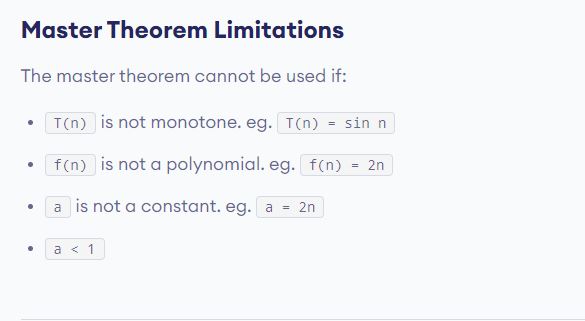 Master Theorem Limitations
The master theorem cannot be used if:
• T(n) is not monotone. eg. T(n) = sin n
• f(n) is not a polynomial. eg. f(n) = 2n
• a is not a constant. eg. a = 2n
• a < 1